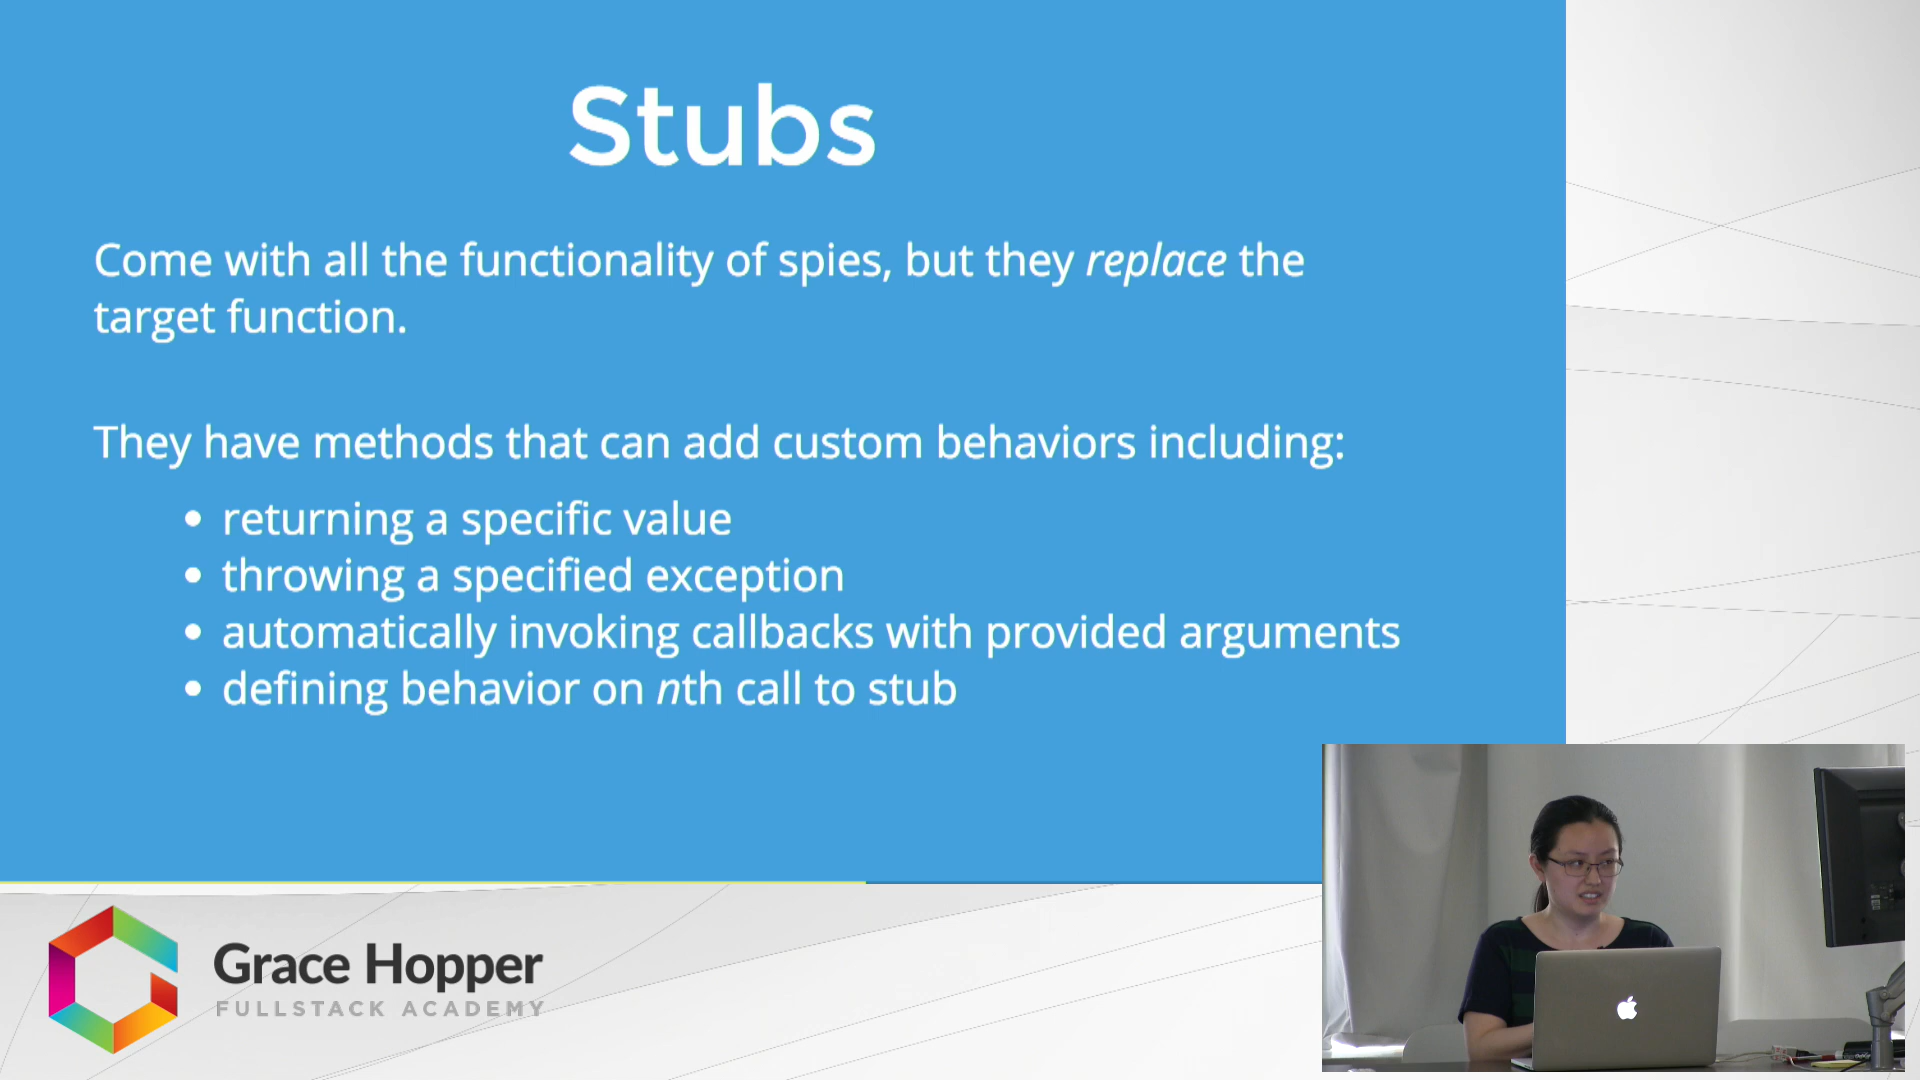 Stubs
Come with all the functionality of spies, but they replace the
target function.
They have methods that can add custom behaviors including:
• returning a specific value
• throwing a specified exception
• automatically invoking callbacks with provided arguments
• defining behavior on nth call to stub
Grace Hopper
FULLSTACK ACADEMY